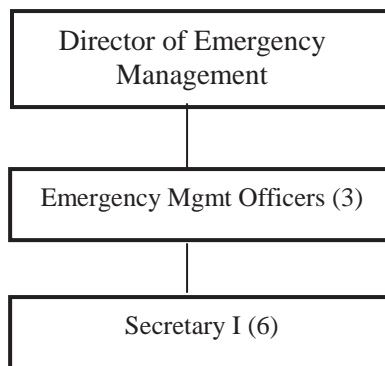 Director of Emergency
Management
Emergency Mgmt Officers (3)
Secretary I (6)